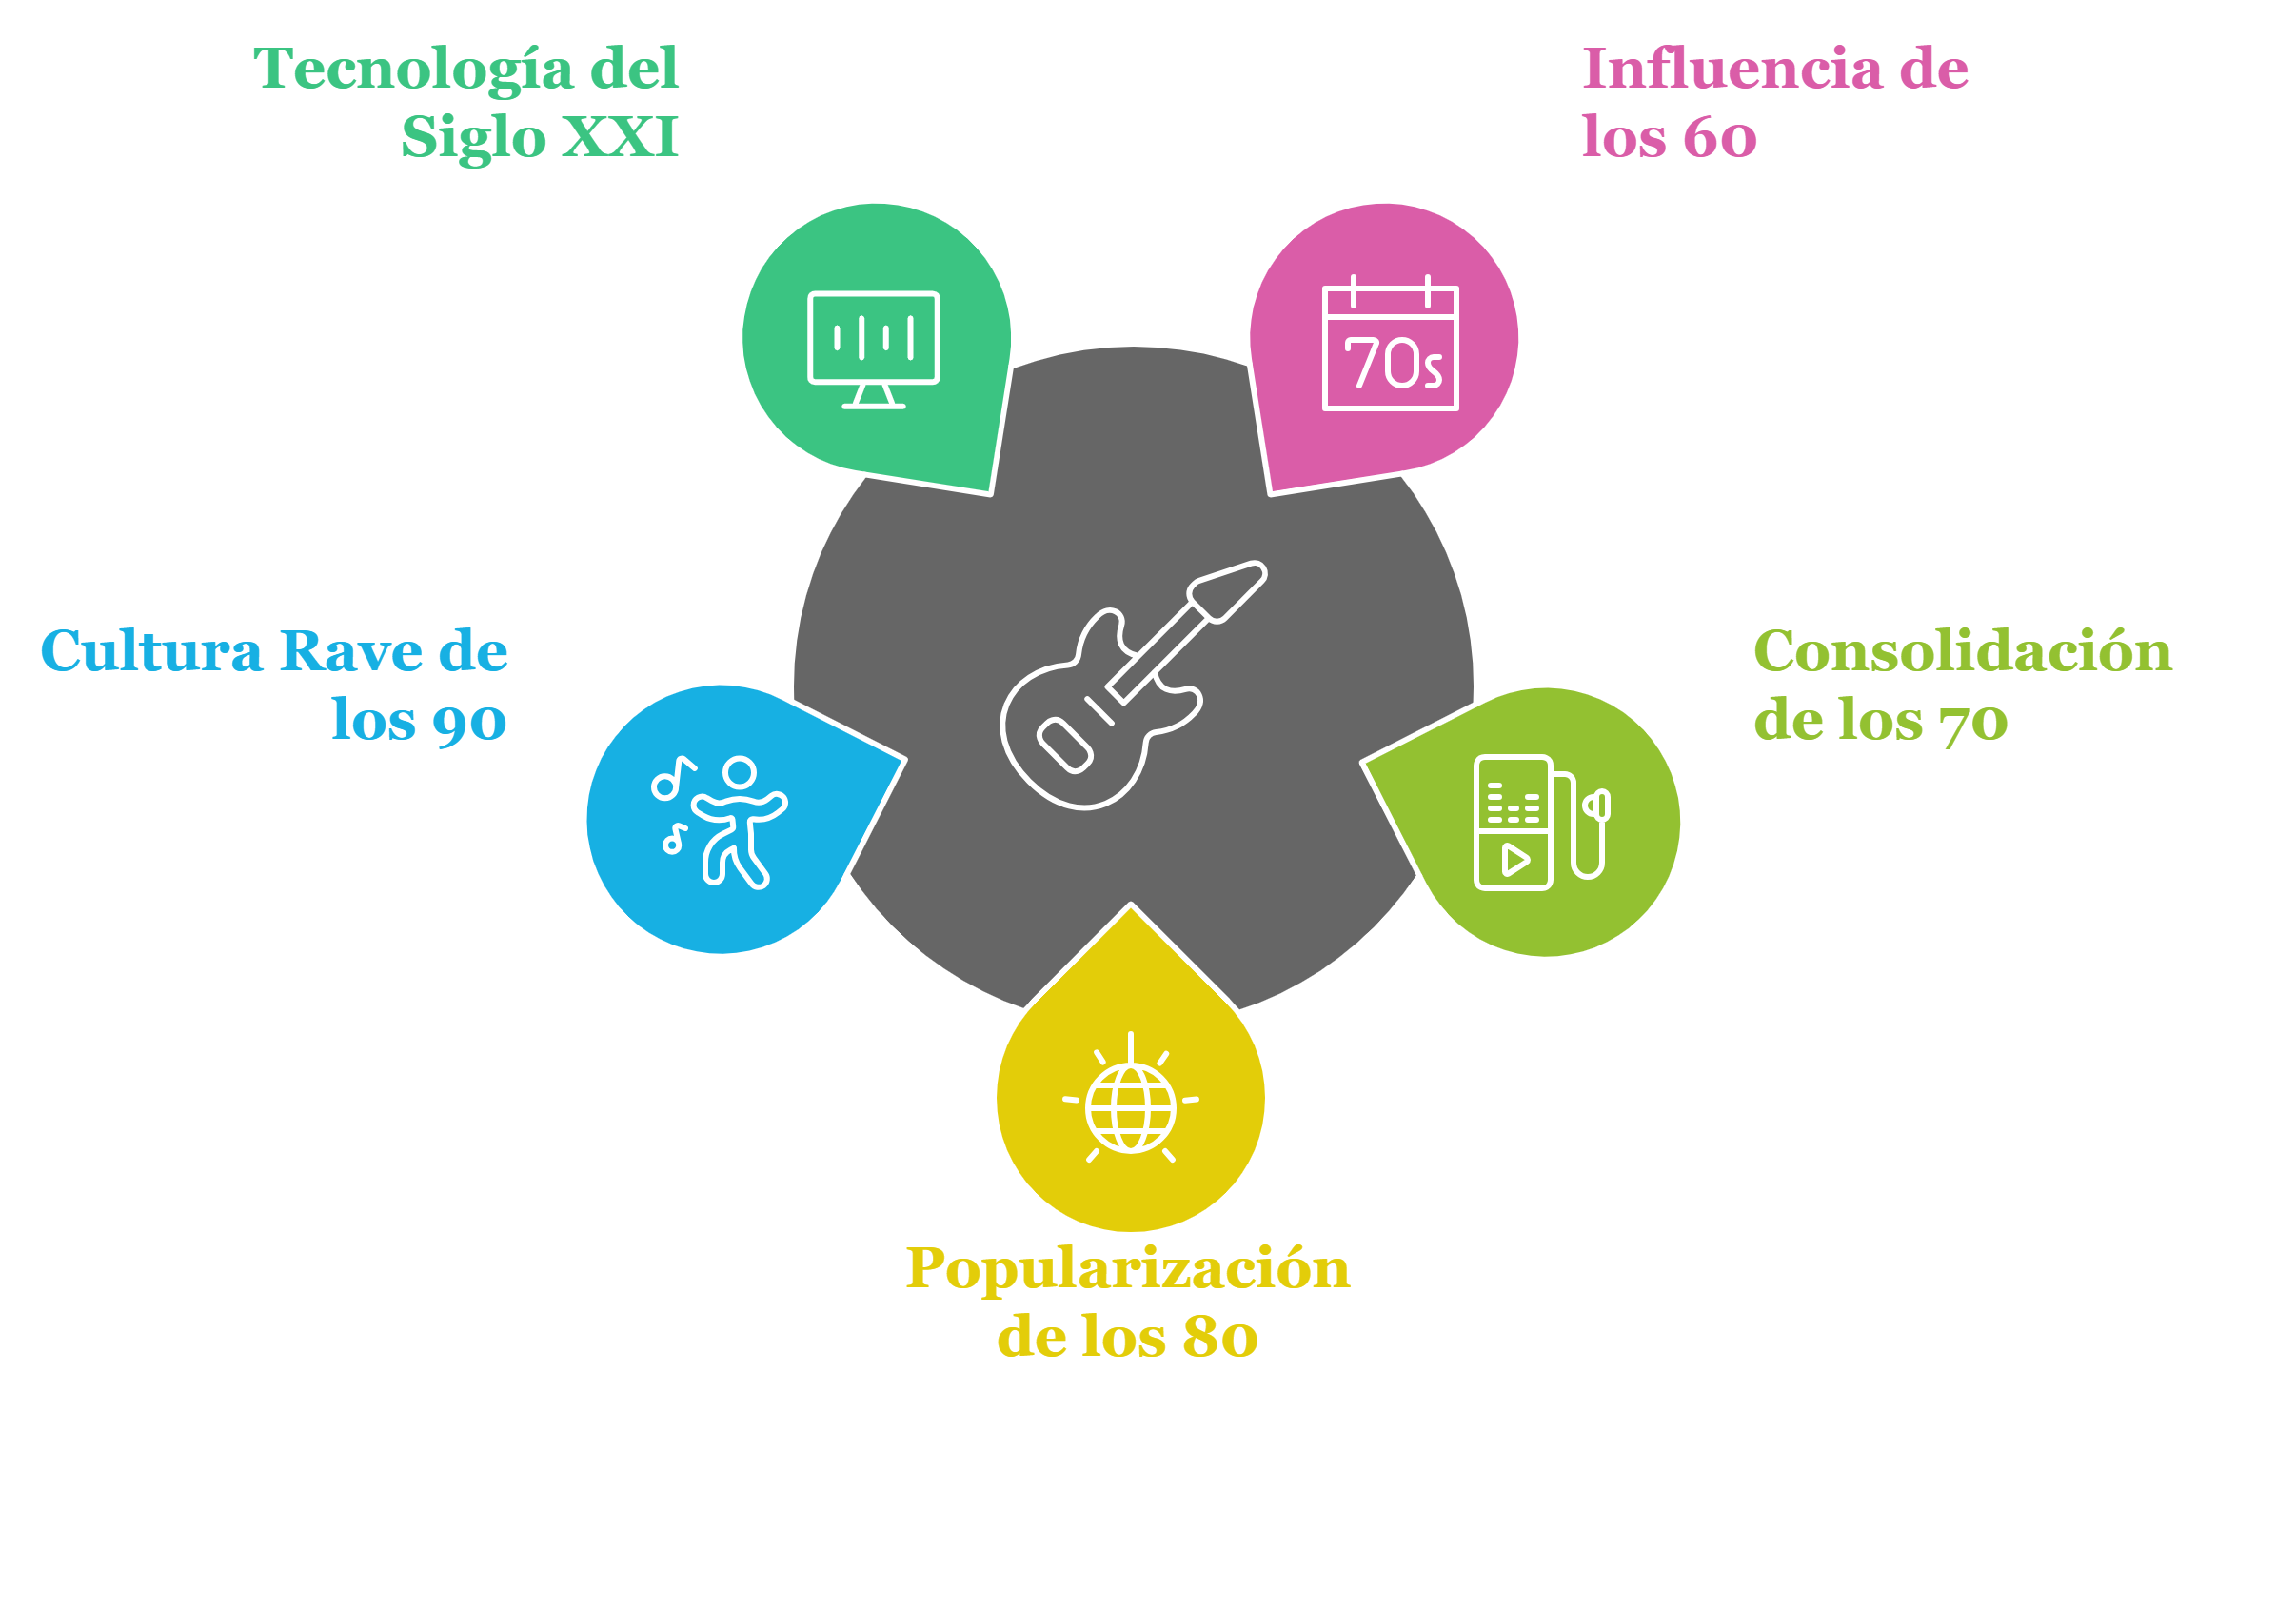 Tecnología del
Siglo XXI
Influencia de
los 60
70s
Cultura Rave de
los 90
Consolidación
de los 70
Popularización
de los 80